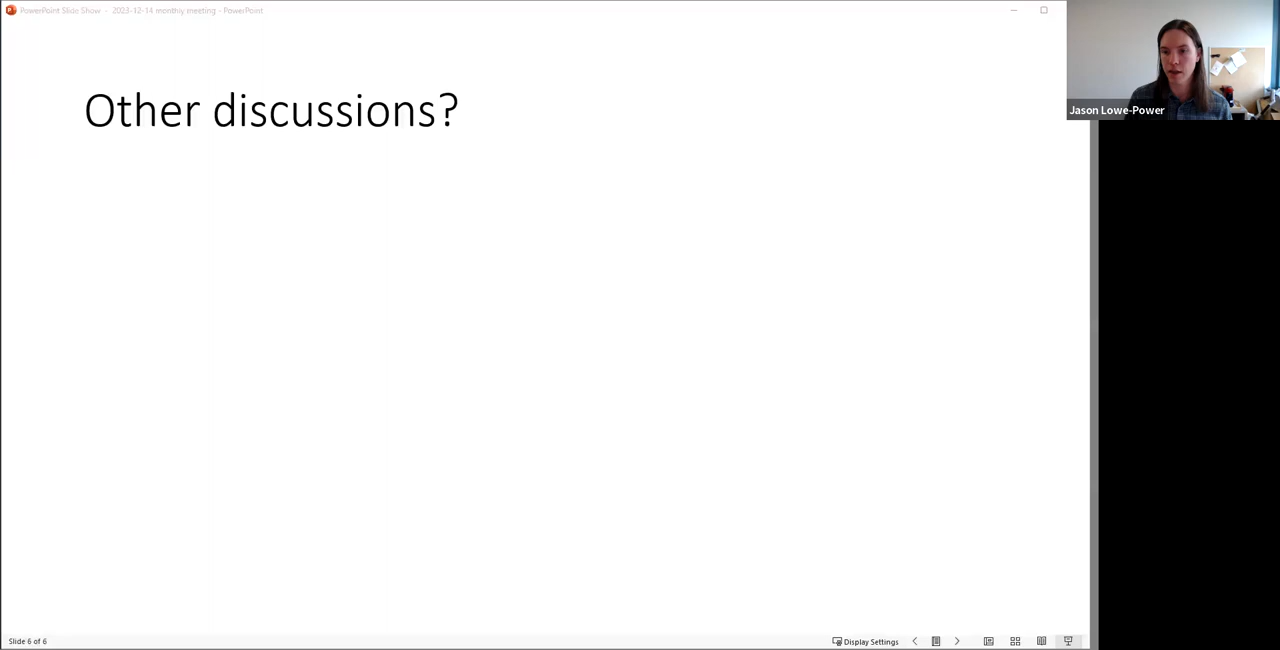 PowerPoint Slide Show - 2023-12-14 monthly meeting - PowerPoint
Jason Lowe-Power
Other discussions?
Slide 6 of 6
Display Settings